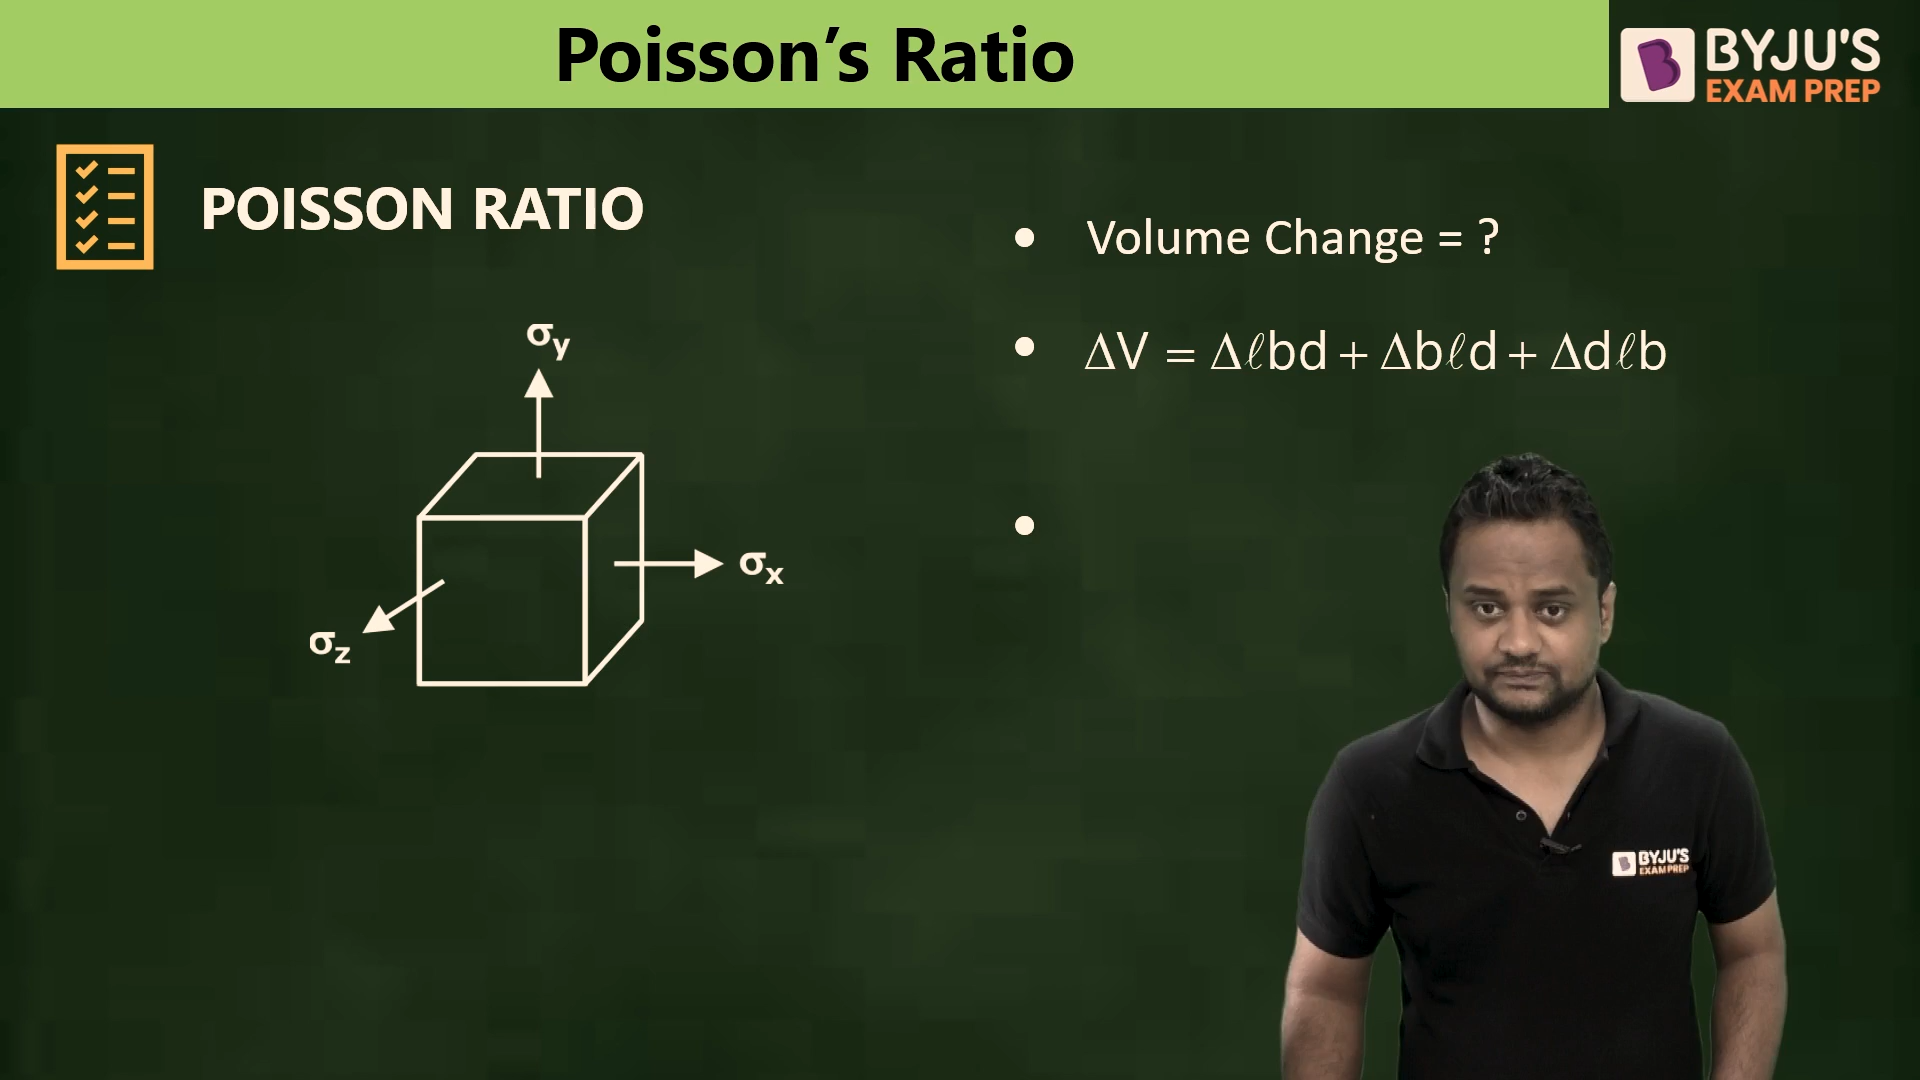 Poisson’s Ratio
BYJU'S
EXAM PREP
POISSON RATIO
• Volume Change = ?
• ΔV = Δℓbd + Δbℓd + Δdℓb
•
σy
σx
σz
BYJU'S
EXAM PREP